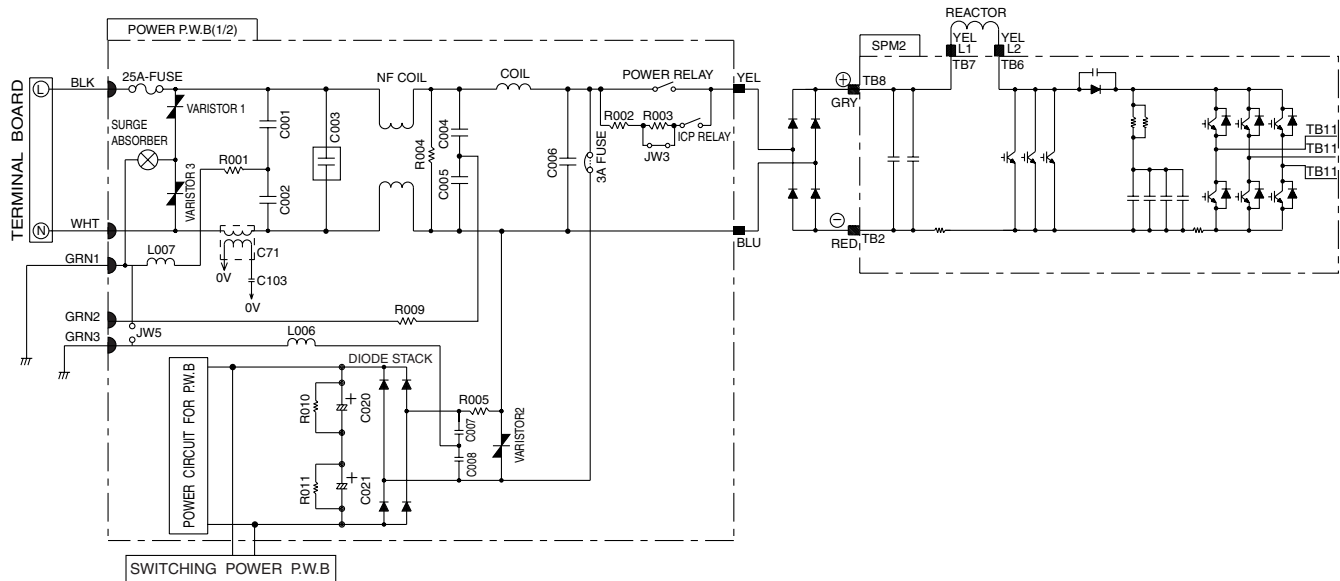 REACTOR
POWER P.W.B(1/2)
SPM2
YEL
L1
YEL
L2
TB7
TB6
TERMINAL BOARD
L
BLK
25A-FUSE
NF COIL
COIL
POWER RELAY
YEL
+
TB8
GRY
VARISTOR 1
SURGE
ABSORBER
C001
C003
R004
C004
R002
R003
ICP RELAY
JW3
TB11
TB11
TB11
R001
C005
C006
3A FUSE
VARISTOR 3
C002
N
WHT
−
RED
TB2
BLU
L007
C71
GRN1
0V
C103
0V
GRN2
R009
JW5
GRN3
L006
DIODE STACK
POWER CIRCUIT FOR P.W.B
R010
+
C020
R005
C007
C008
VARISTOR2
R011
+
C021
SWITCHING POWER P.W.B